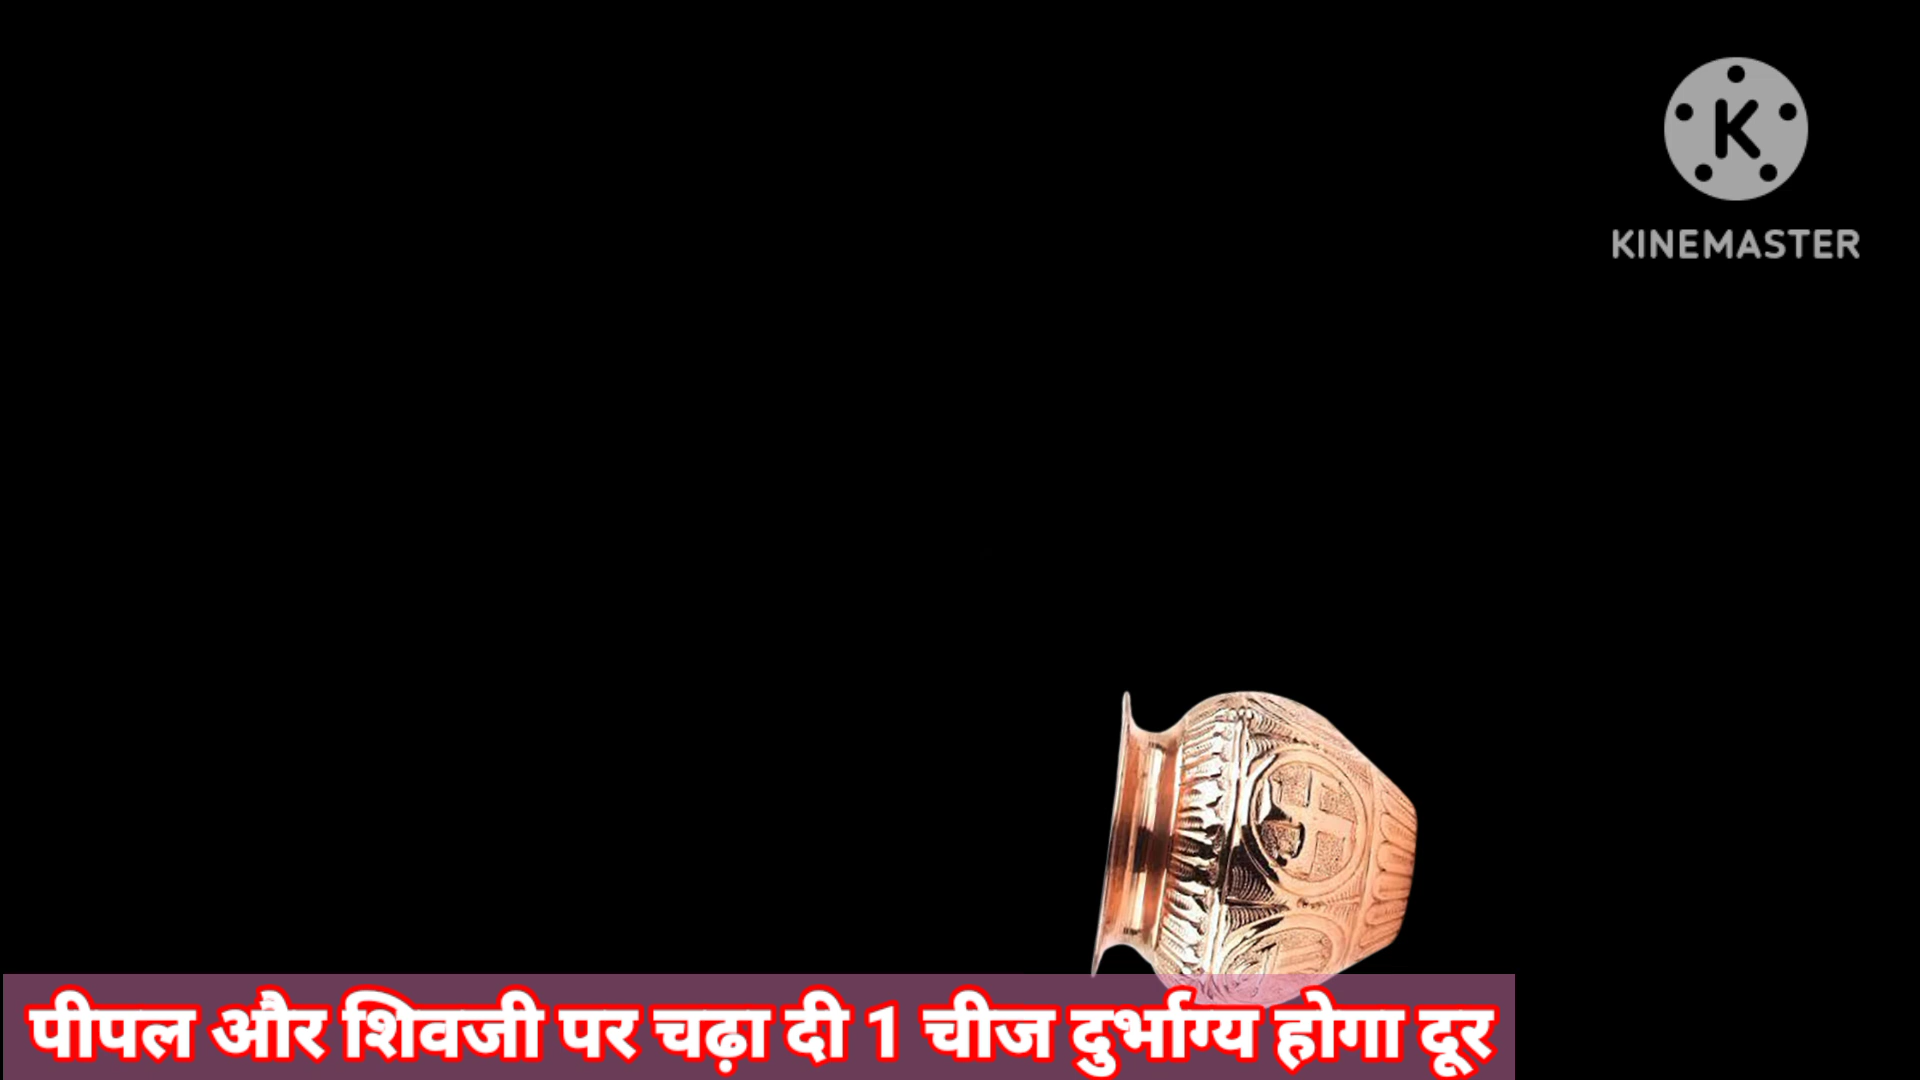 K
KINEMASTER
पीपल और शिवजी पर चढ़ा दी 1 चीज दुर्भाग्य होगा दूर